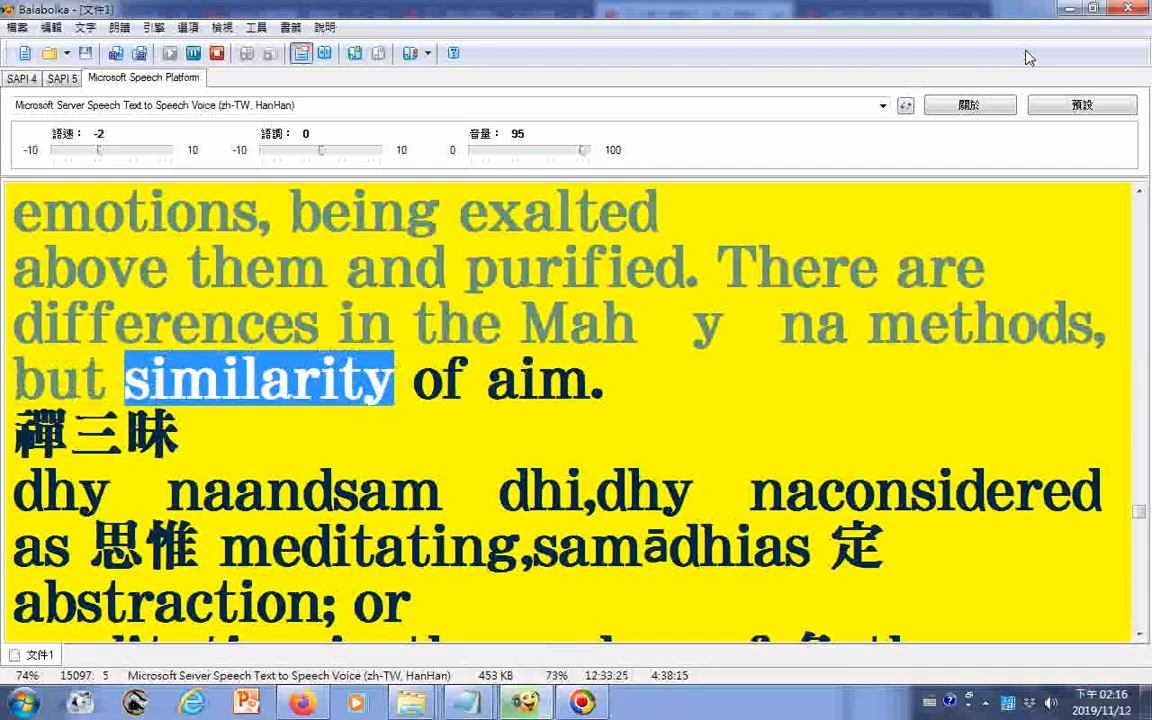 Balabolka - [文件1]
檔案 編輯 文字 朗讀 引擎 選項 檢視 工具 書籤 說明
SAPI 4 SAPI 5 Microsoft Speech Platform
Microsoft Server Speech Text to Speech Voice (zh-TW, HanHan) 關於 預設
語速: -2 語調: 0 音量: 95
-10 10 -10 10 0 100
emotions, being exalted
above them and purified. There are
differences in the Mah y na methods,
but similarity of aim.
禪三昧
dhy naandsam dhi,dhy naconsidered
as 思惟 meditating,samādhias 定
abstraction; or
文件1
74% 15097: 5 Microsoft Server Speech Text to Speech Voice (zh-TW, HanHan) 453 KB 73% 12:33:25 4:38:15
下午 02:16
2019/11/12